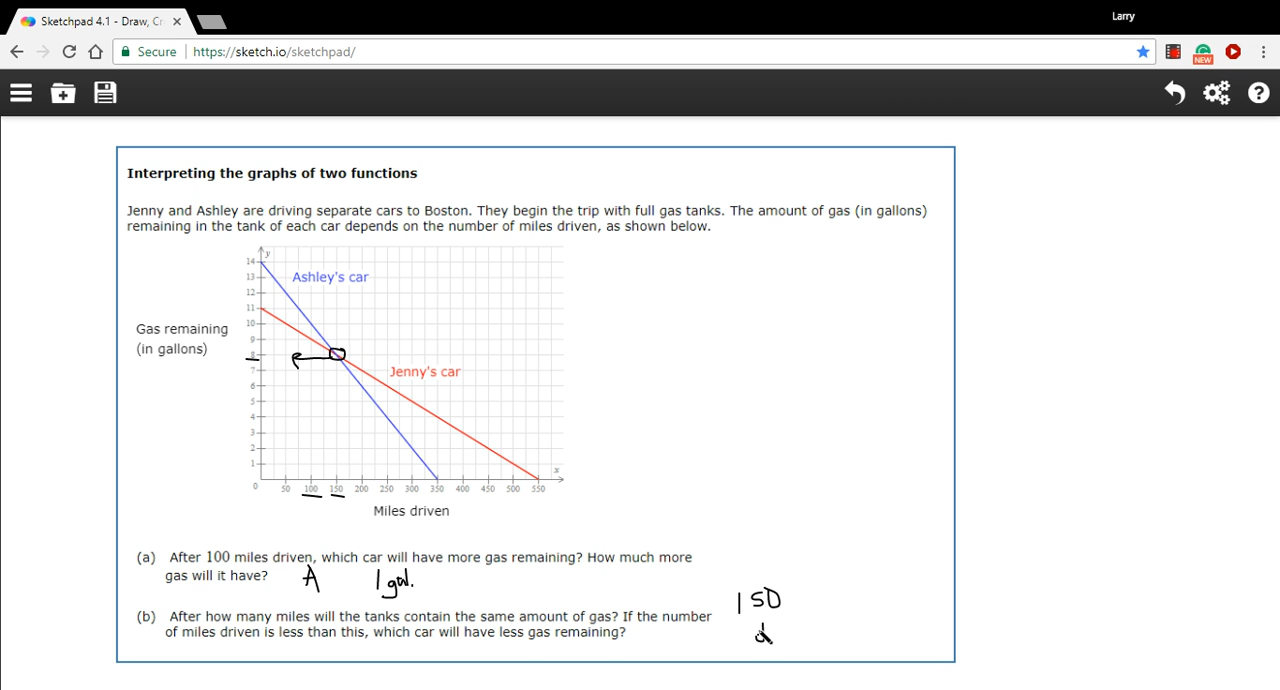 Larry
Sketchpad 4.1 - Draw, Cr
Secure https://sketch.io/sketchpad/
NEW
Interpreting the graphs of two functions
Jenny and Ashley are driving separate cars to Boston. They begin the trip with full gas tanks. The amount of gas (in gallons)
remaining in the tank of each car depends on the number of miles driven, as shown below.
y
14
13
12
11
10
9
8
7
6
5
4
3
2
1
Ashley's car
Gas remaining
(in gallons)
Jenny's car
x
0 50 100 150 200 250 300 350 400 450 500 550
Miles driven
(a) After 100 miles driven, which car will have more gas remaining? How much more
gas will it have?
A 1 gal.
(b) After how many miles will the tanks contain the same amount of gas? If the number
of miles driven is less than this, which car will have less gas remaining?
150